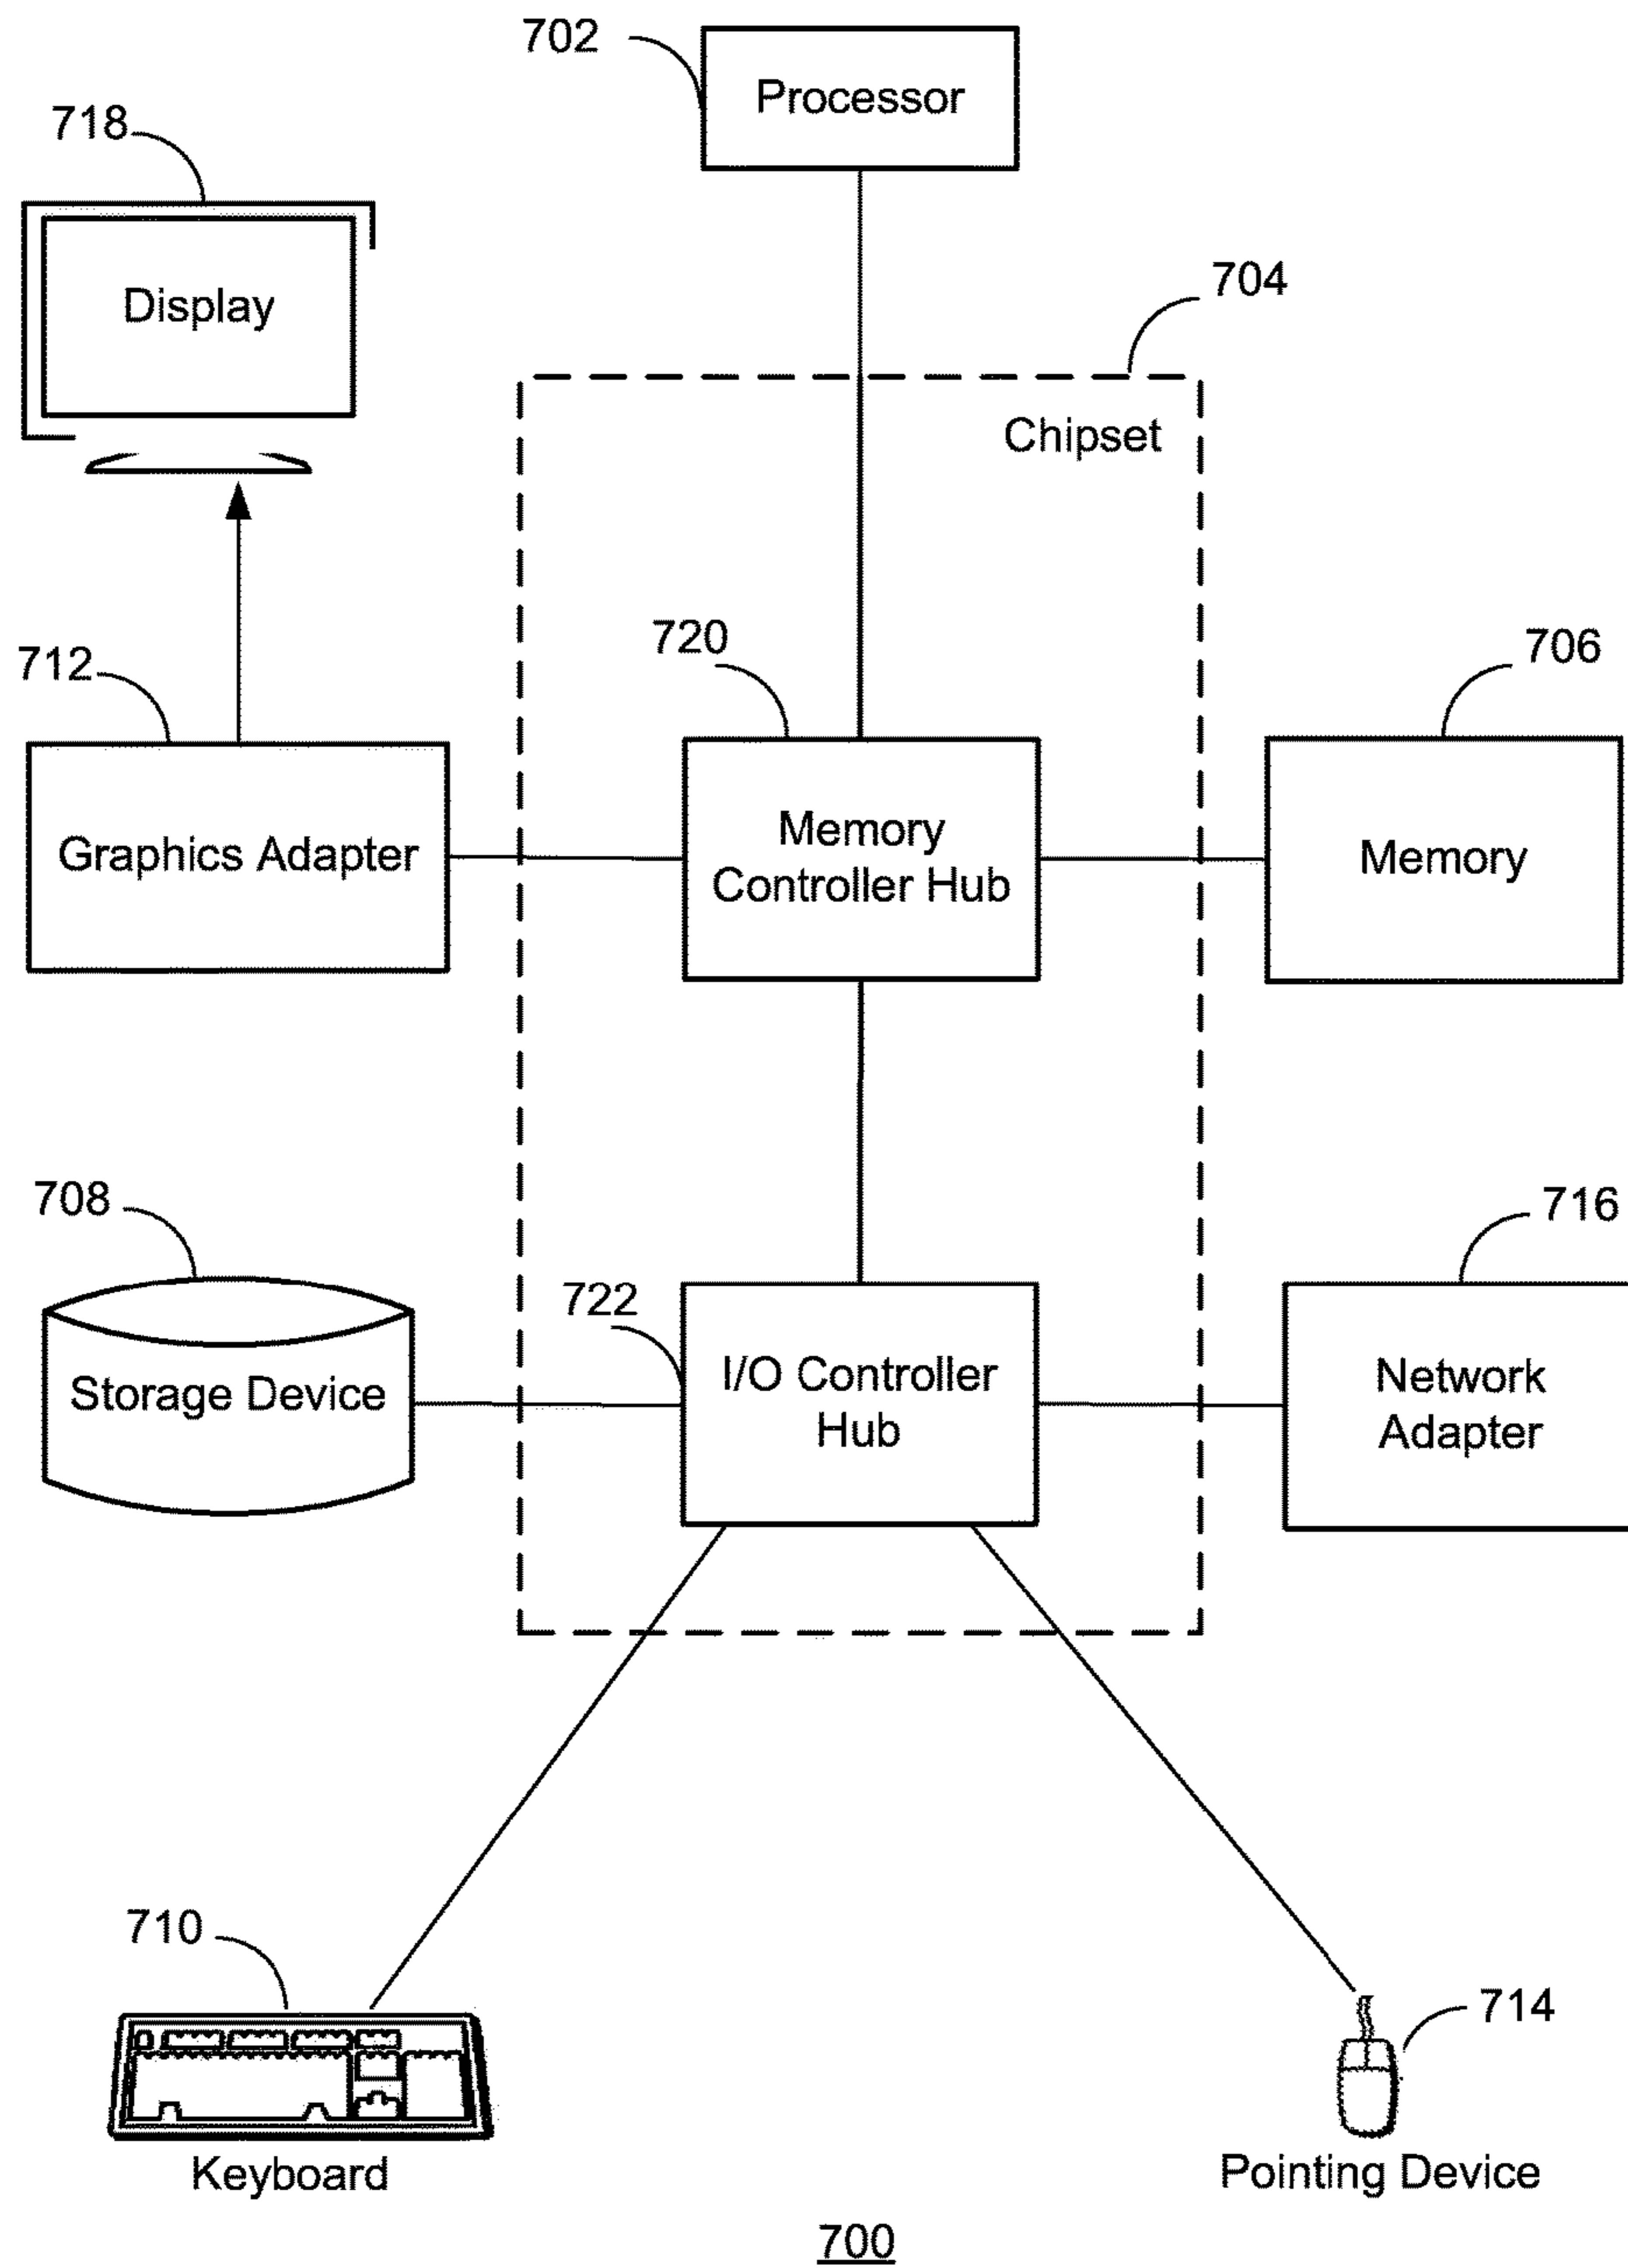 702
Processor
718
Display
704
Chipset
720
706
712
Memory
Controller Hub
Graphics Adapter
Memory
708
716
722
I/O Controller
Hub
Storage Device
Network
Adapter
710
714
Keyboard
Pointing Device
700